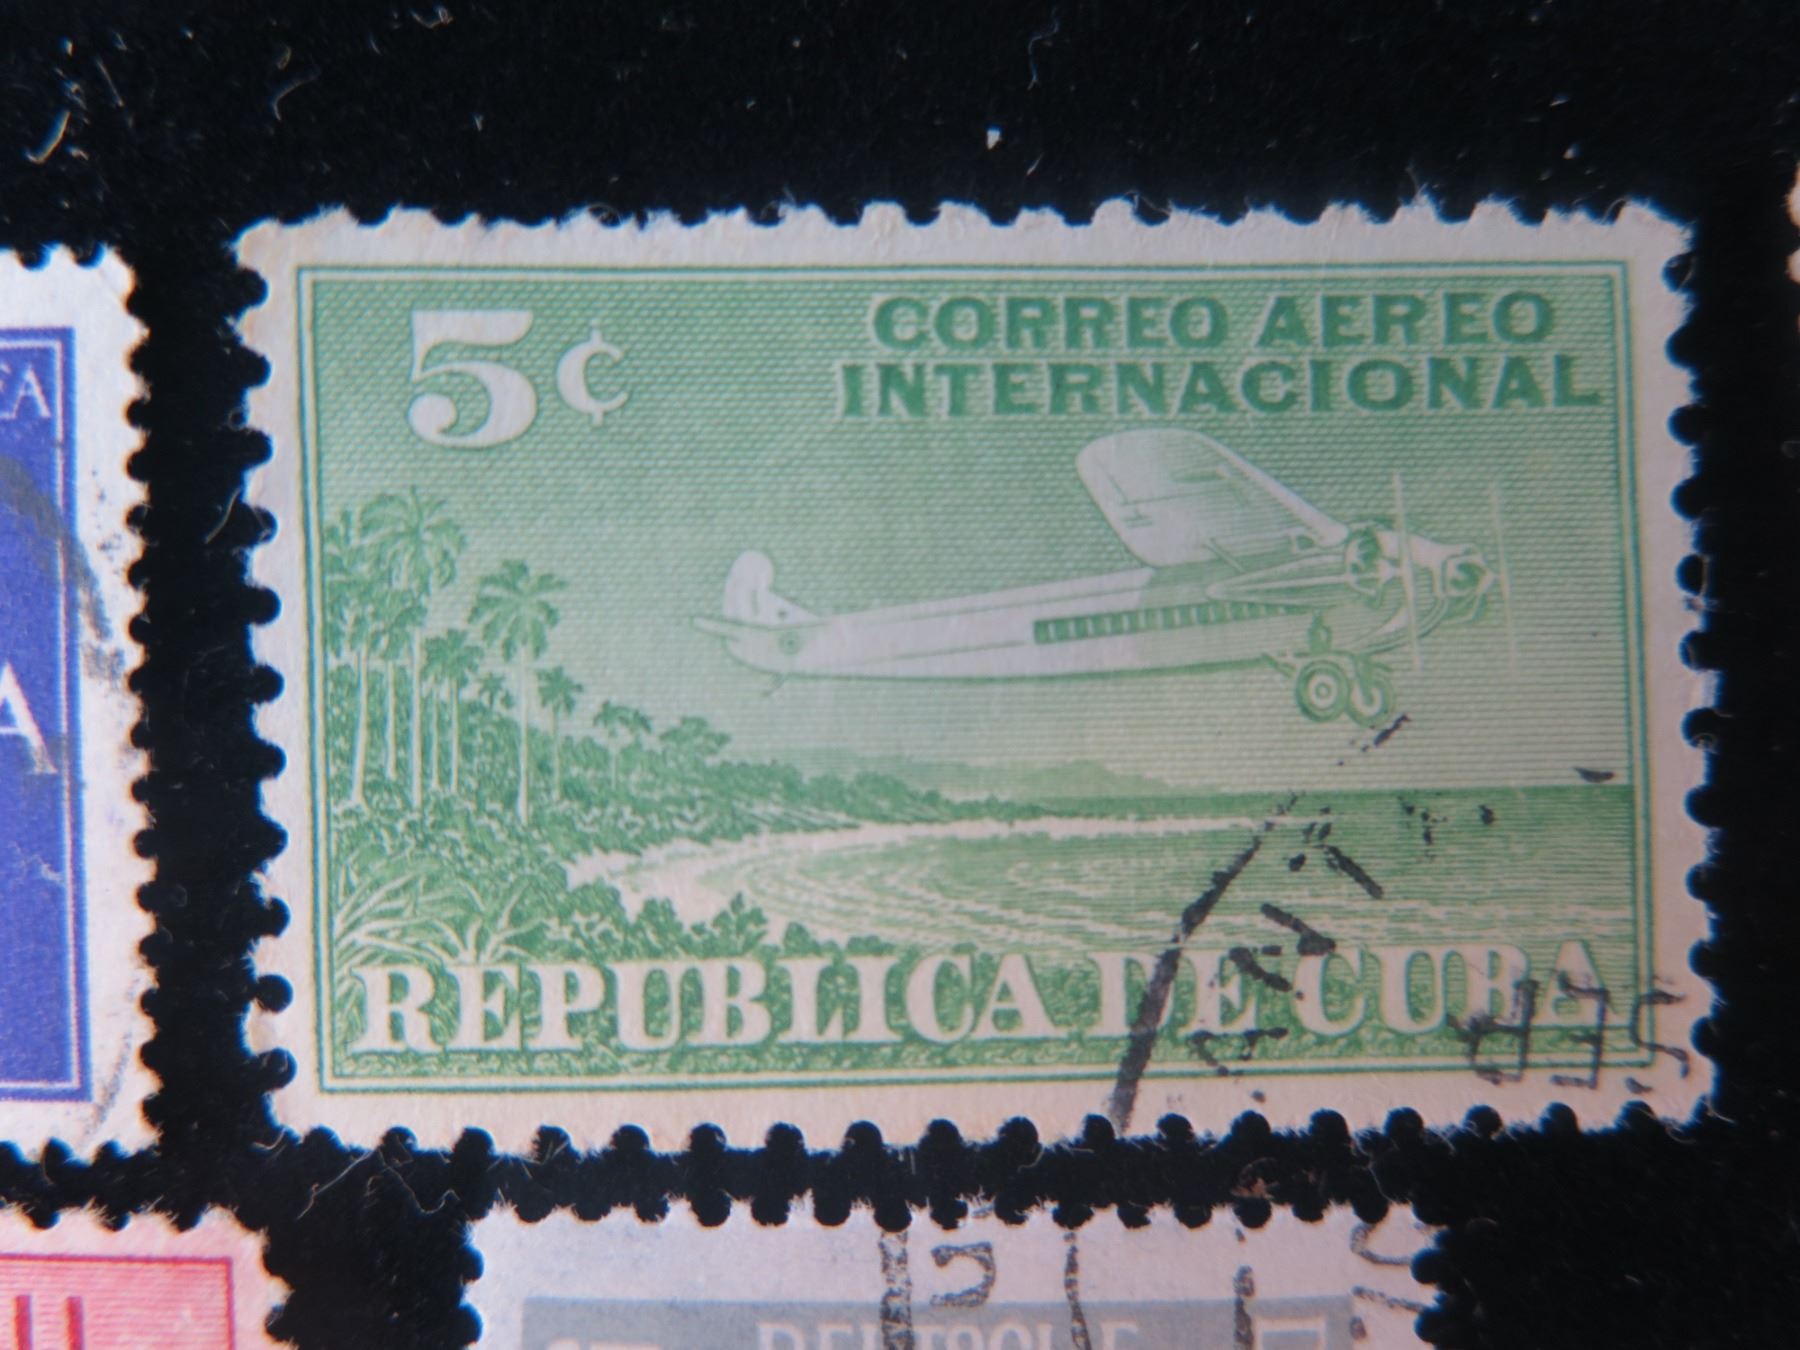 5¢
CORREO AEREO
INTERNACIONAL
REPUBLICA DE CUBA